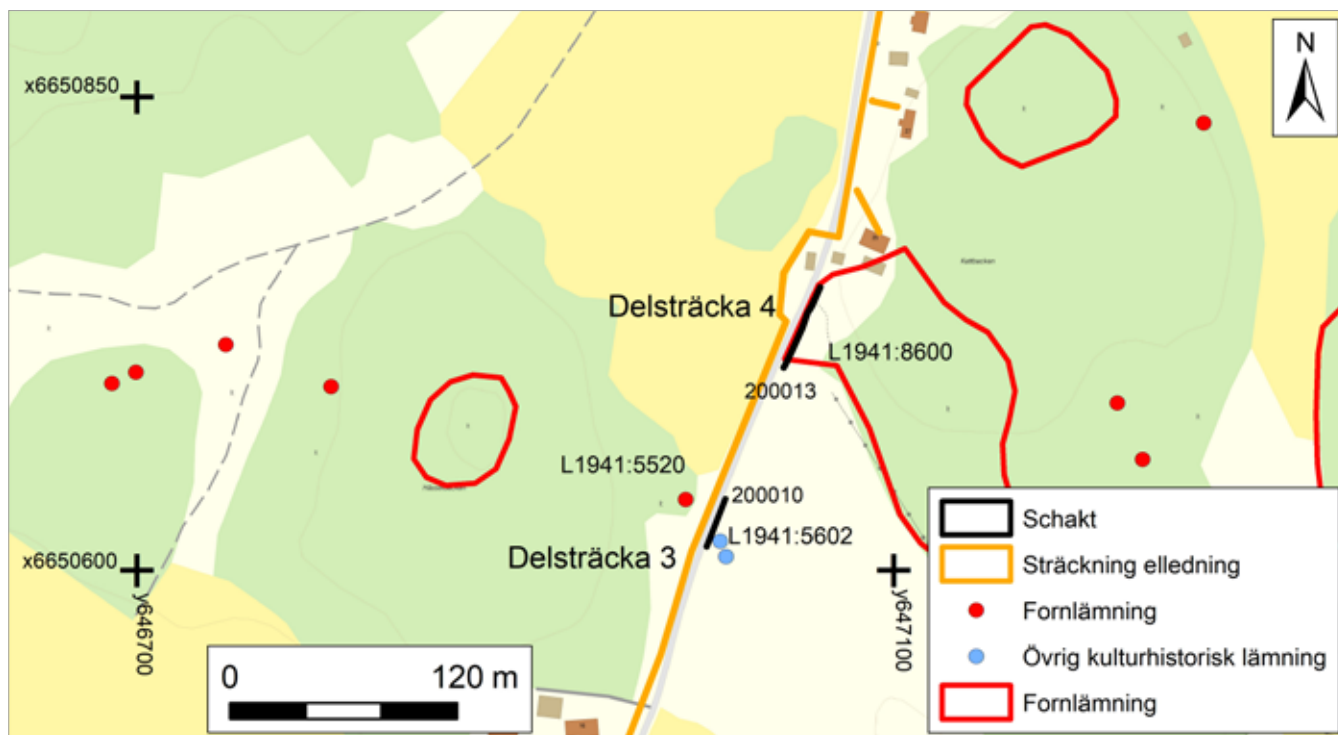 x6650850
N
Kattbacken
Delsträcka 4
L1941:8600
200013
L1941:5520
200010
L1941:5602
Delsträcka 3
x6650600
y646700
y647100
0 120 m
Schakt
Sträckning elledning
Fornlämning
Övrig kulturhistorisk lämning
Fornlämning